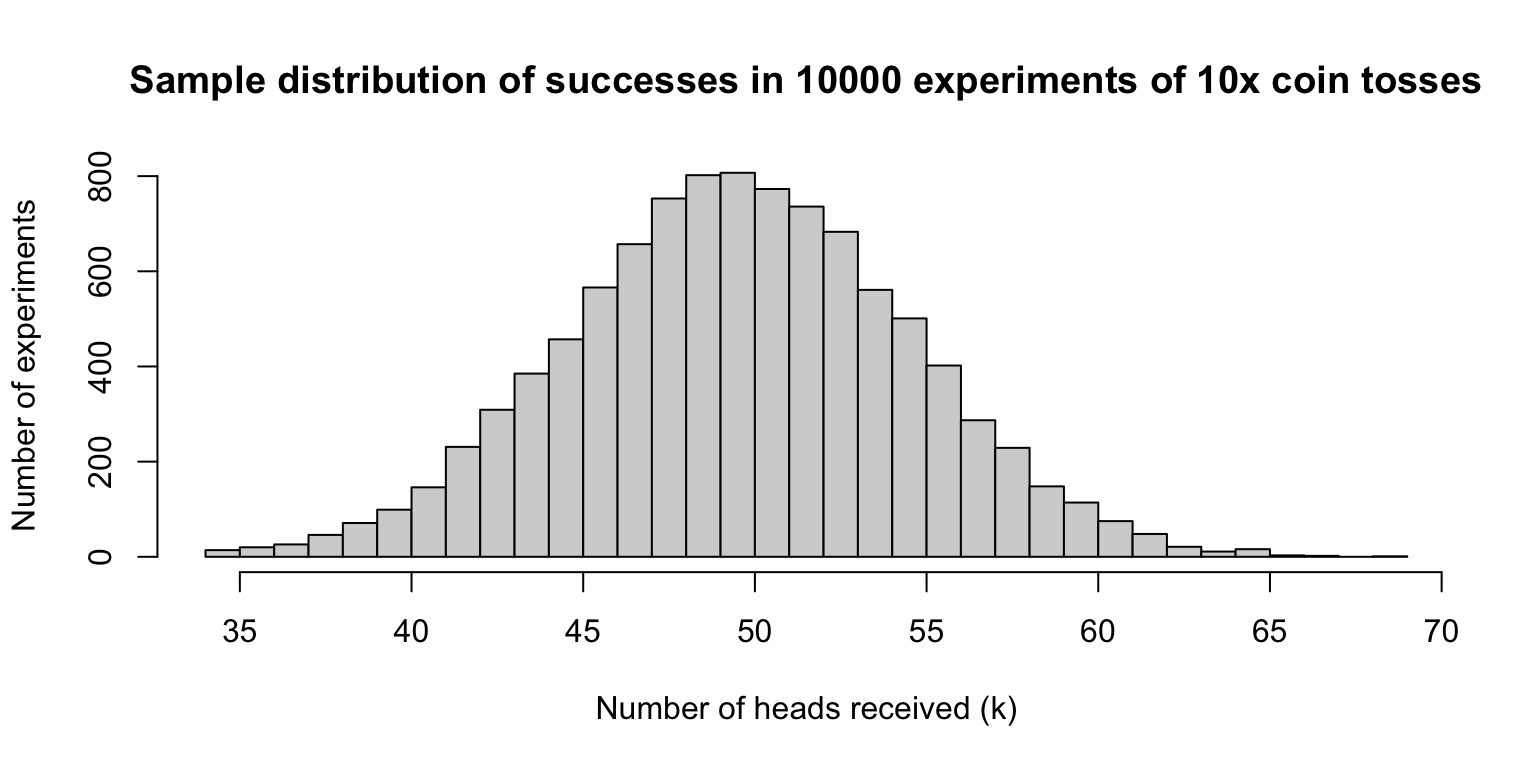 Sample distribution of successes in 10000 experiments of 10x coin tosses
Number of experiments
800
600
400
200
0
35 40 45 50 55 60 65 70
Number of heads received (k)